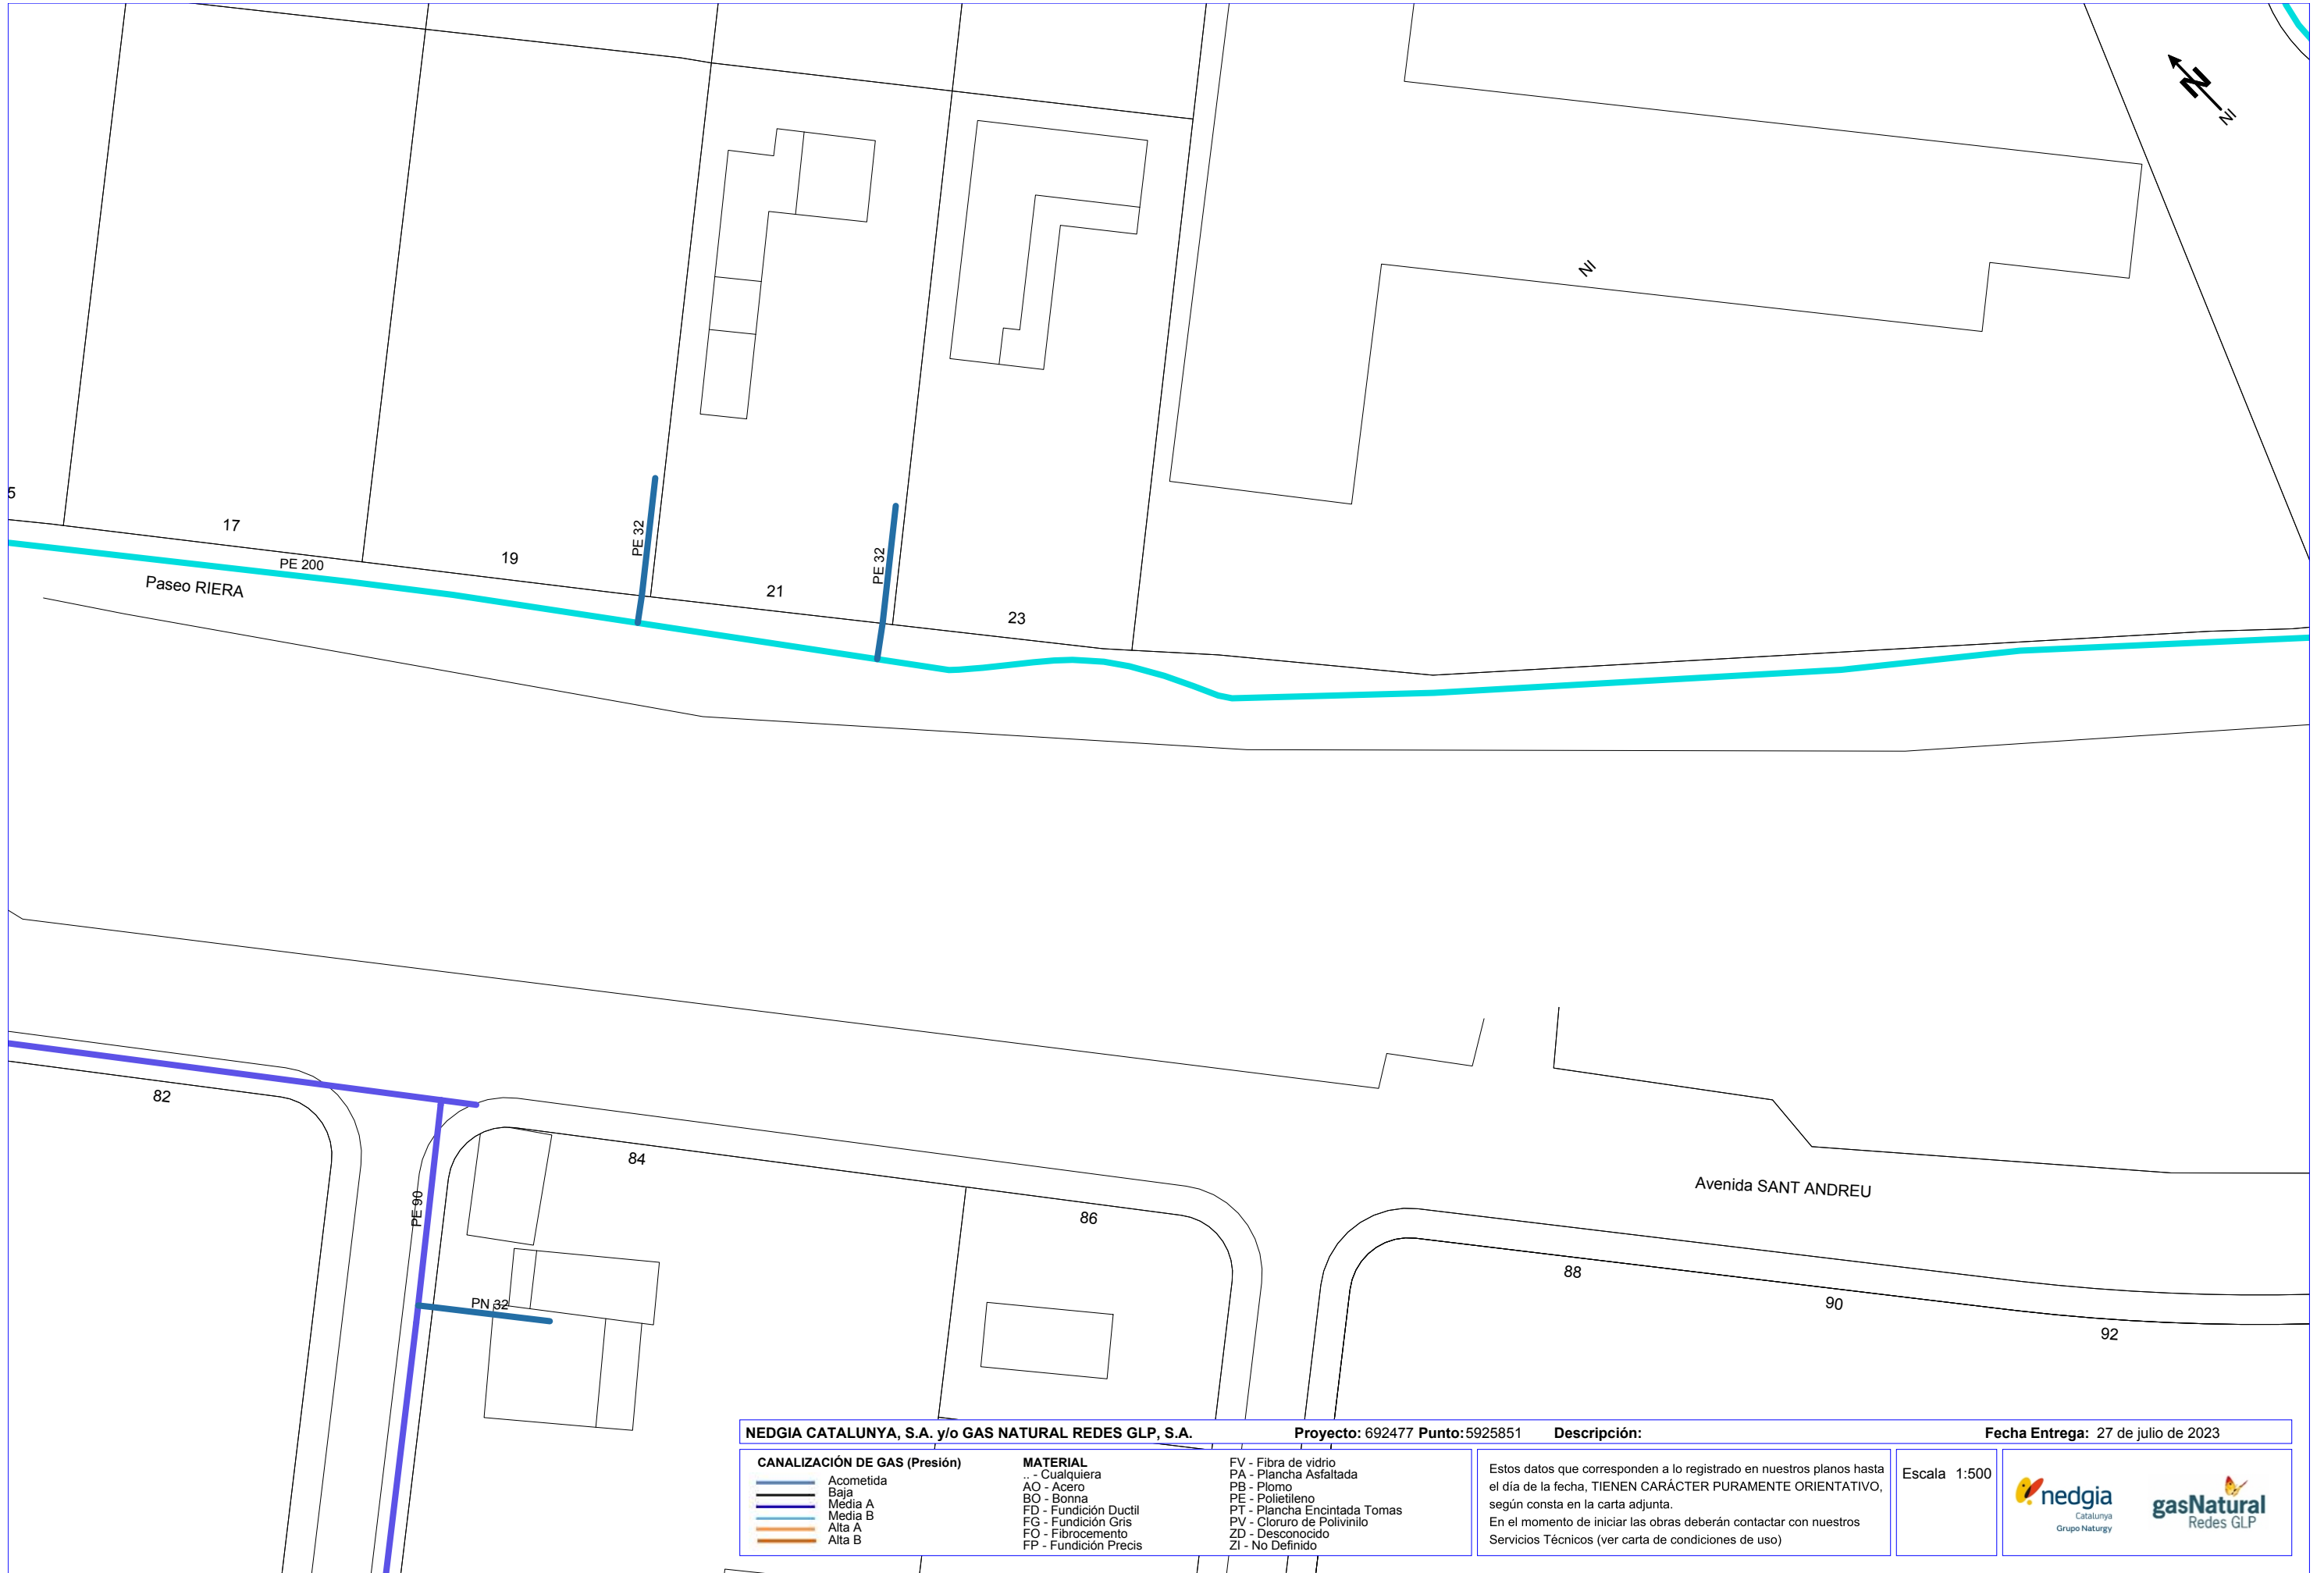 N
NI
NI
5
17
PE 200
Paseo RIERA
19
PE 32
21
PE 32
23
82
84
PE 90
PN 32
86
Avenida SANT ANDREU
88
90
92
NEDGIA CATALUNYA, S.A. y/o GAS NATURAL REDES GLP, S.A. Proyecto: 692477 Punto:5925851 Descripción: Fecha Entrega: 27 de julio de 2023
CANALIZACIÓN DE GAS (Presión)
Acometida
Baja
Media A
Media B
Alta A
Alta B
MATERIAL
.. - Cualquiera
AO - Acero
BO - Bonna
FD - Fundición Ductil
FG - Fundición Gris
FO - Fibrocemento
FP - Fundición Precis
FV - Fibra de vidrio
PA - Plancha Asfaltada
PB - Plomo
PE - Polietileno
PT - Plancha Encintada Tomas
PV - Cloruro de Polivinilo
ZD - Desconocido
ZI - No Definido
Estos datos que corresponden a lo registrado en nuestros planos hasta
el día de la fecha, TIENEN CARÁCTER PURAMENTE ORIENTATIVO,
según consta en la carta adjunta.
En el momento de iniciar las obras deberán contactar con nuestros
Servicios Técnicos (ver carta de condiciones de uso)
Escala 1:500
nedgia
Catalunya
Grupo Naturgy
gasNatural
Redes GLP